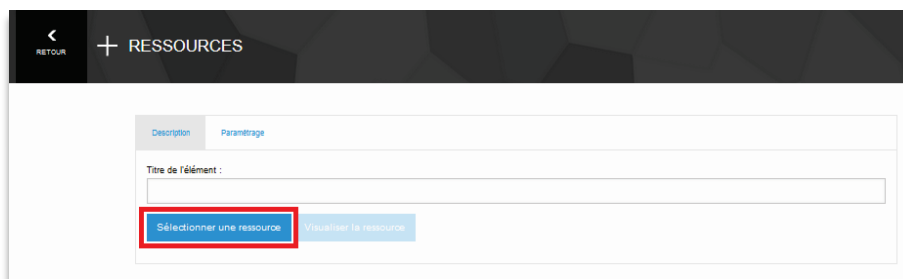 RETOUR
+ RESSOURCES
Description Paramétrage
Titre de l'élément :
Sélectionner une ressource Visualiser la ressource